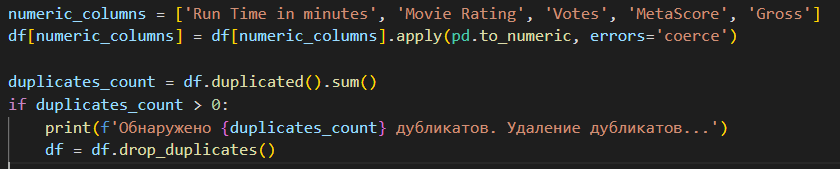 numeric_columns = ['Run Time in minutes', 'Movie Rating', 'Votes', 'MetaScore', 'Gross']
df[numeric_columns] = df[numeric_columns].apply(pd.to_numeric, errors='coerce')
duplicates_count = df.duplicated().sum()
if duplicates_count > 0:
    print(f'Обнаружено {duplicates_count} дубликатов. Удаление дубликатов...')
    df = df.drop_duplicates()